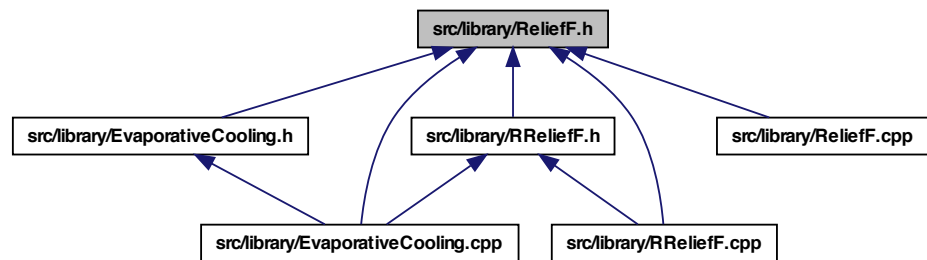 src/library/ReliefF.h
src/library/EvaporativeCooling.h
src/library/RReliefF.h
src/library/ReliefF.cpp
src/library/EvaporativeCooling.cpp
src/library/RReliefF.cpp